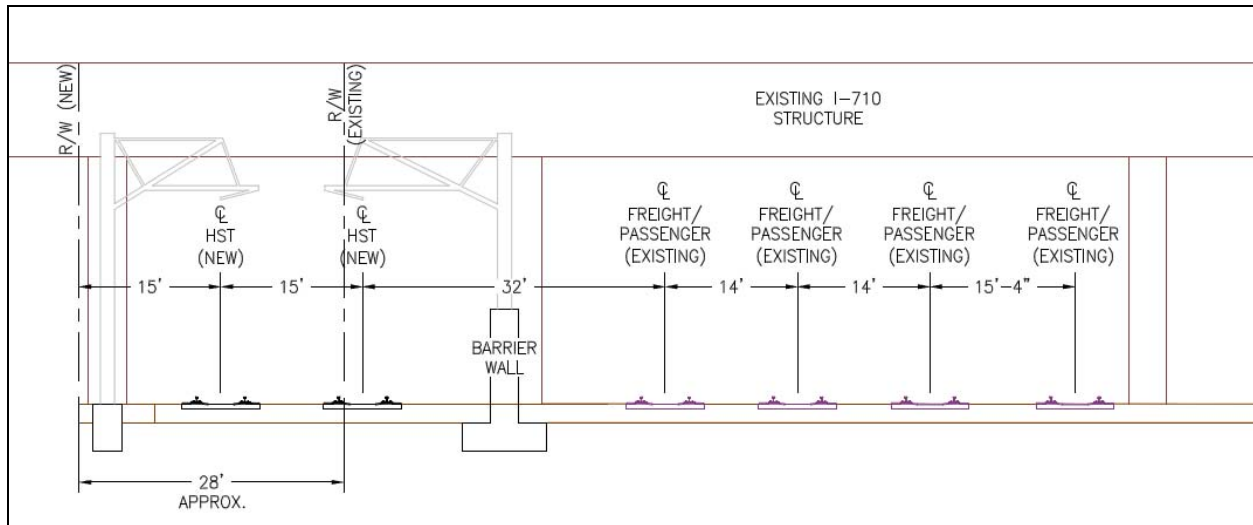 R/W (NEW)
R/W
(EXISTING)
EXISTING I-710
STRUCTURE
℄
HST
(NEW)
℄
HST
(NEW)
℄
FREIGHT/
PASSENGER
(EXISTING)
℄
FREIGHT/
PASSENGER
(EXISTING)
℄
FREIGHT/
PASSENGER
(EXISTING)
℄
FREIGHT/
PASSENGER
(EXISTING)
15' 15' 32' 14' 14' 15'-4"
BARRIER
WALL
28'
APPROX.